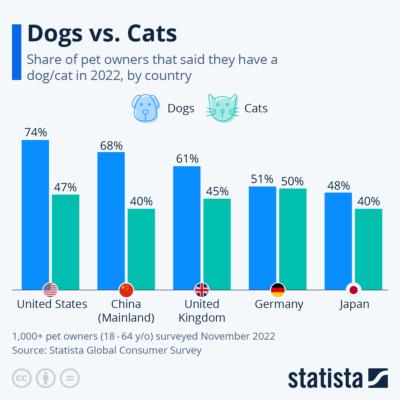 Dogs vs. Cats
Share of pet owners that said they have a
dog/cat in 2022, by country
Dogs Cats
74%
47%
68%
40%
61%
45%
51%
50%
48%
40%
United States
China
(Mainland)
United
Kingdom
Germany
Japan
1,000+ pet owners (18-64 y/o) surveyed November 2022
Source: Statista Global Consumer Survey
cc
statista